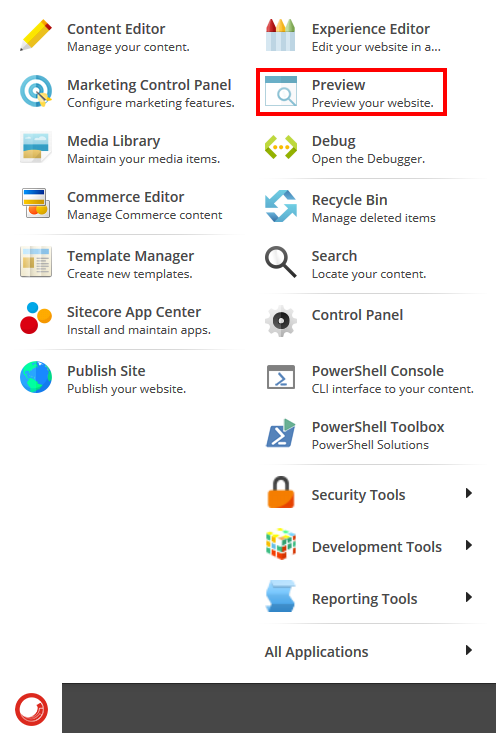 Content Editor
Manage your content.
Marketing Control Panel
Configure marketing features.
Media Library
Maintain your media items.
Commerce Editor
Manage Commerce content
Template Manager
Create new templates.
Sitecore App Center
Install and maintain apps.
Publish Site
Publish your website.
Experience Editor
Edit your website in a...
Preview
Preview your website.
Debug
Open the Debugger.
Recycle Bin
Manage deleted items
Search
Locate your content.
Control Panel
PowerShell Console
CLI interface to your content.
PowerShell Toolbox
PowerShell Solutions
Security Tools
Development Tools
Reporting Tools
All Applications